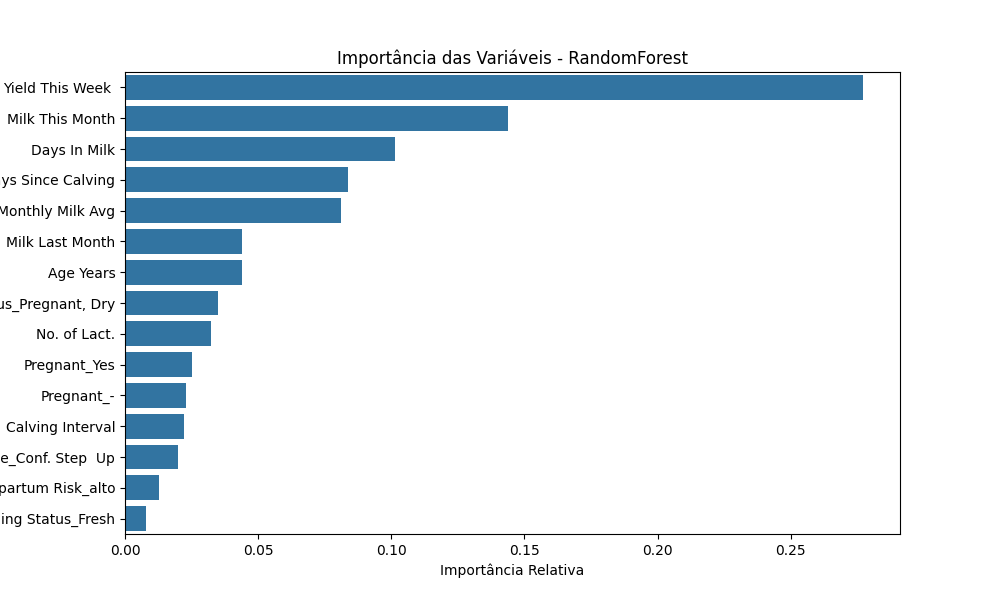 Importância das Variáveis - RandomForest
Yield This Week
Milk This Month
Days In Milk
ys Since Calving
Monthly Milk Avg
Milk Last Month
Age Years
us_Pregnant, Dry
No. of Lact.
Pregnant_Yes
Pregnant_-
Calving Interval
e_Conf. Step  Up
partum Risk_alto
ing Status_Fresh
0.00 0.05 0.10 0.15 0.20 0.25
Importância Relativa